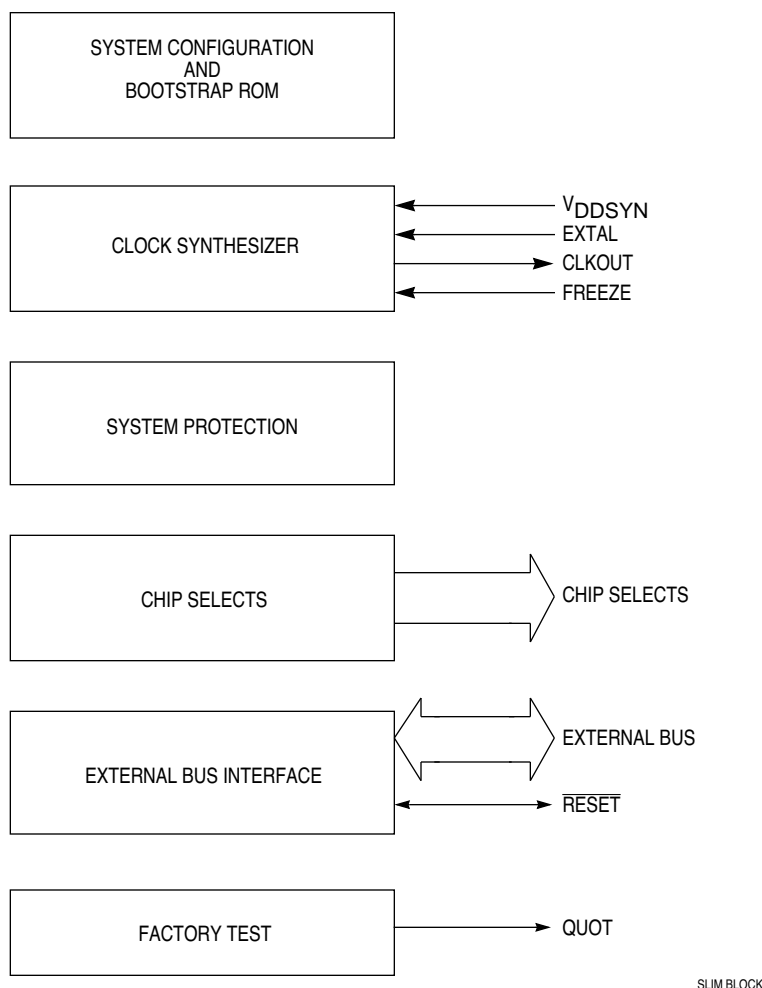 SYSTEM CONFIGURATION
AND
BOOTSTRAP ROM
CLOCK SYNTHESIZER
VDDSYN
EXTAL
CLKOUT
FREEZE
SYSTEM PROTECTION
CHIP SELECTS
CHIP SELECTS
EXTERNAL BUS INTERFACE
EXTERNAL BUS
RESET
FACTORY TEST
QUOT
SLIM BLOCK